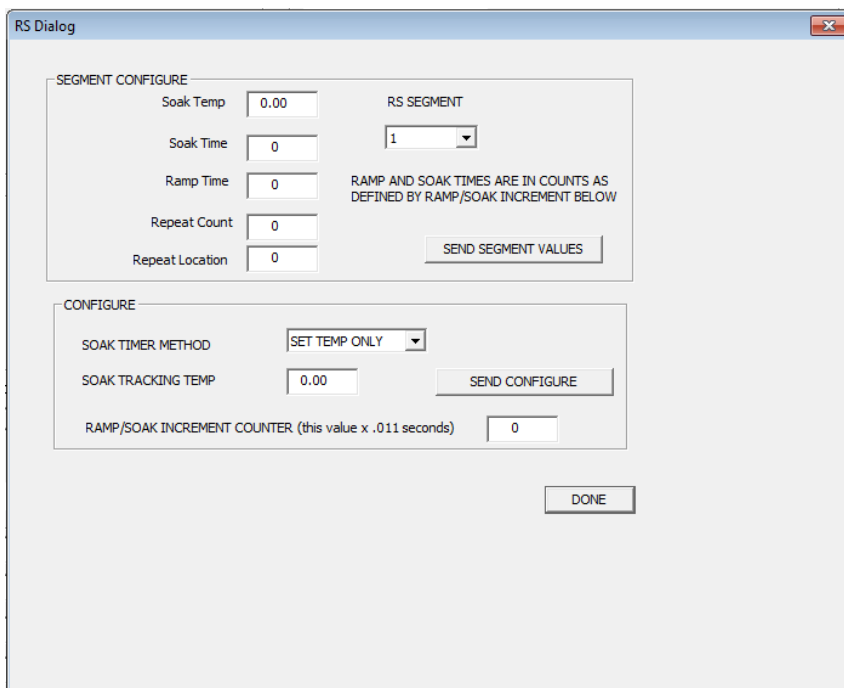 RS Dialog
SEGMENT CONFIGURE
Soak Temp 0.00 RS SEGMENT
Soak Time 0 1
Ramp Time 0 RAMP AND SOAK TIMES ARE IN COUNTS AS
DEFINED BY RAMP/SOAK INCREMENT BELOW
Repeat Count 0
SEND SEGMENT VALUES
Repeat Location 0
CONFIGURE
SOAK TIMER METHOD SET TEMP ONLY
SOAK TRACKING TEMP 0.00 SEND CONFIGURE
RAMP/SOAK INCREMENT COUNTER (this value x .011 seconds) 0
DONE